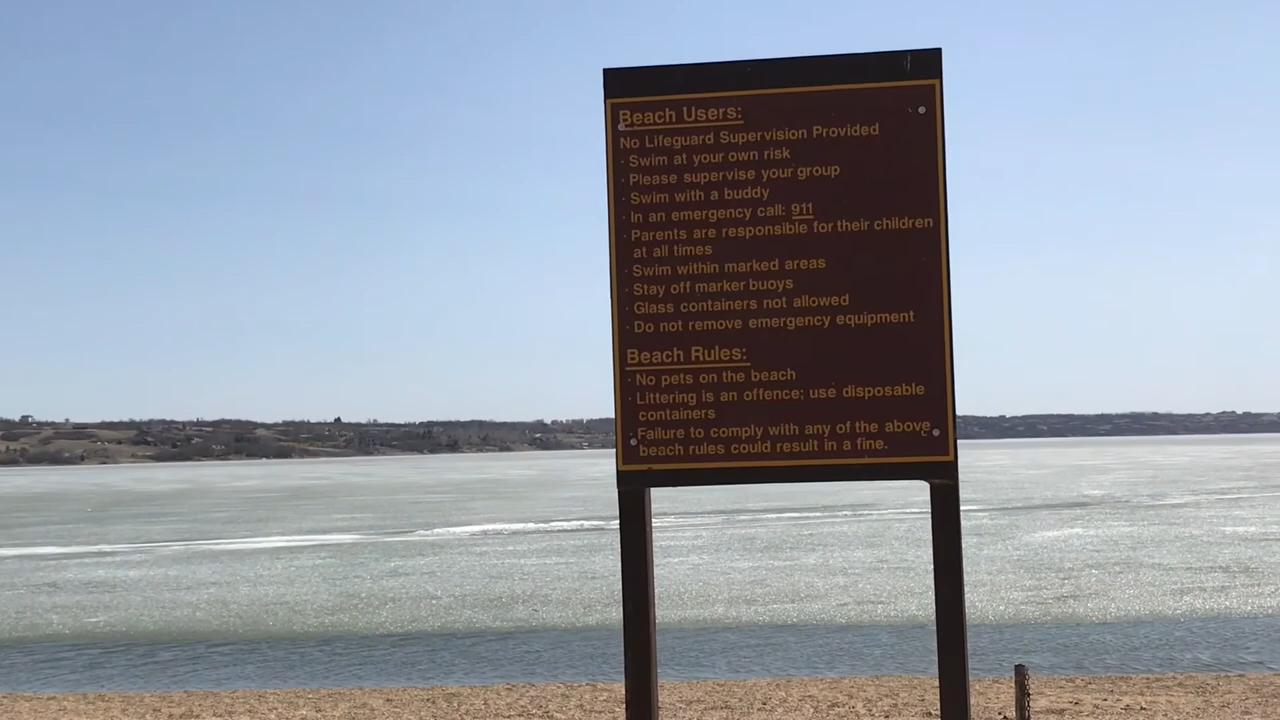 Beach Users:
No Lifeguard Supervision Provided
· Swim at your own risk
· Please supervise your group
· Swim with a buddy
· In an emergency call: 911
· Parents are responsible for their children
at all times
· Swim within marked areas
· Stay off marker buoys
· Glass containers not allowed
· Do not remove emergency equipment
Beach Rules:
· No pets on the beach
· Littering is an offence; use disposable
containers
· Failure to comply with any of the above
beach rules could result in a fine.